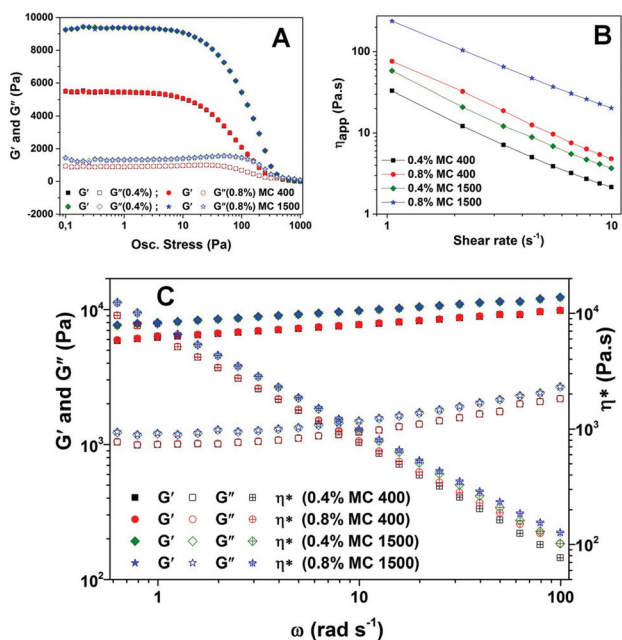 A
G′ and G″ (Pa)
10000
8000
6000
4000
2000
0
-2000
G′ G″(0.4%) ; G′ G″(0.8%) MC 400
G′ G″(0.4%) ; G′ G″(0.8%) MC 1500
0,1 1 10 100 1000
Osc. Stress (Pa)
B
ηapp (Pa.s)
100
10
1
0.4% MC 400
0.8% MC 400
0.4% MC 1500
0.8% MC 1500
1 10
Shear rate (s⁻¹)
C
G′ and G″ (Pa)
10⁴
10³
10²
η* (Pa.s)
10⁴
10³
10²
G′ G″ η* (0.4% MC 400)
G′ G″ η* (0.8% MC 400)
G′ G″ η* (0.4% MC 1500)
G′ G″ η* (0.8% MC 1500)
1 10 100
ω (rad s⁻¹)